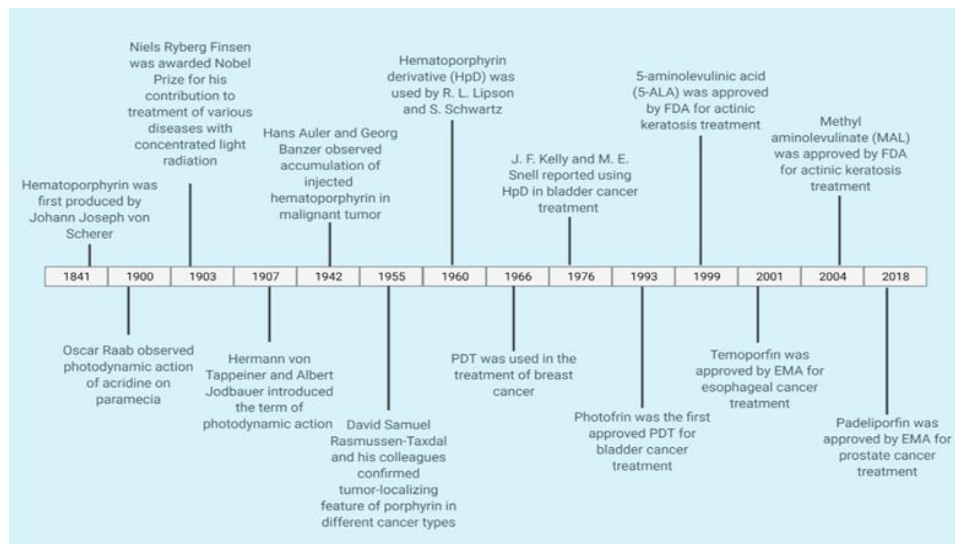 Hematoporphyrin was
first produced by
Johann Joseph von
Scherer
Niels Ryberg Finsen
was awarded Nobel
Prize for his
contribution to
treatment of various
diseases with
concentrated light
radiation
Hans Auler and Georg
Banzer observed
accumulation of
injected
hematoporphyrin in
malignant tumor
Hematoporphyrin
derivative (HpD) was
used by R. L. Lipson
and S. Schwartz
J. F. Kelly and M. E.
Snell reported using
HpD in bladder cancer
treatment
5-aminolevulinic acid
(5-ALA) was approved
by FDA for actinic
keratosis treatment
Methyl
aminolevulinate (MAL)
was approved by FDA
for actinic keratosis
treatment
1841 1900 1903 1907 1942 1955 1960 1966 1976 1993 1999 2001 2004 2018
Oscar Raab observed
photodynamic action
of acridine on
paramecia
Hermann von
Tappeiner and Albert
Jodbauer introduced
the term of
photodynamic action
David Samuel
Rasmussen-Taxdal
and his colleagues
confirmed
tumor-localizing
feature of porphyrin in
different cancer types
PDT was used in the
treatment of breast
cancer
Photofrin was the first
approved PDT for
bladder cancer
treatment
Temoporfin was
approved by EMA for
esophageal cancer
treatment
Padeliporfin was
approved by EMA for
prostate cancer
treatment